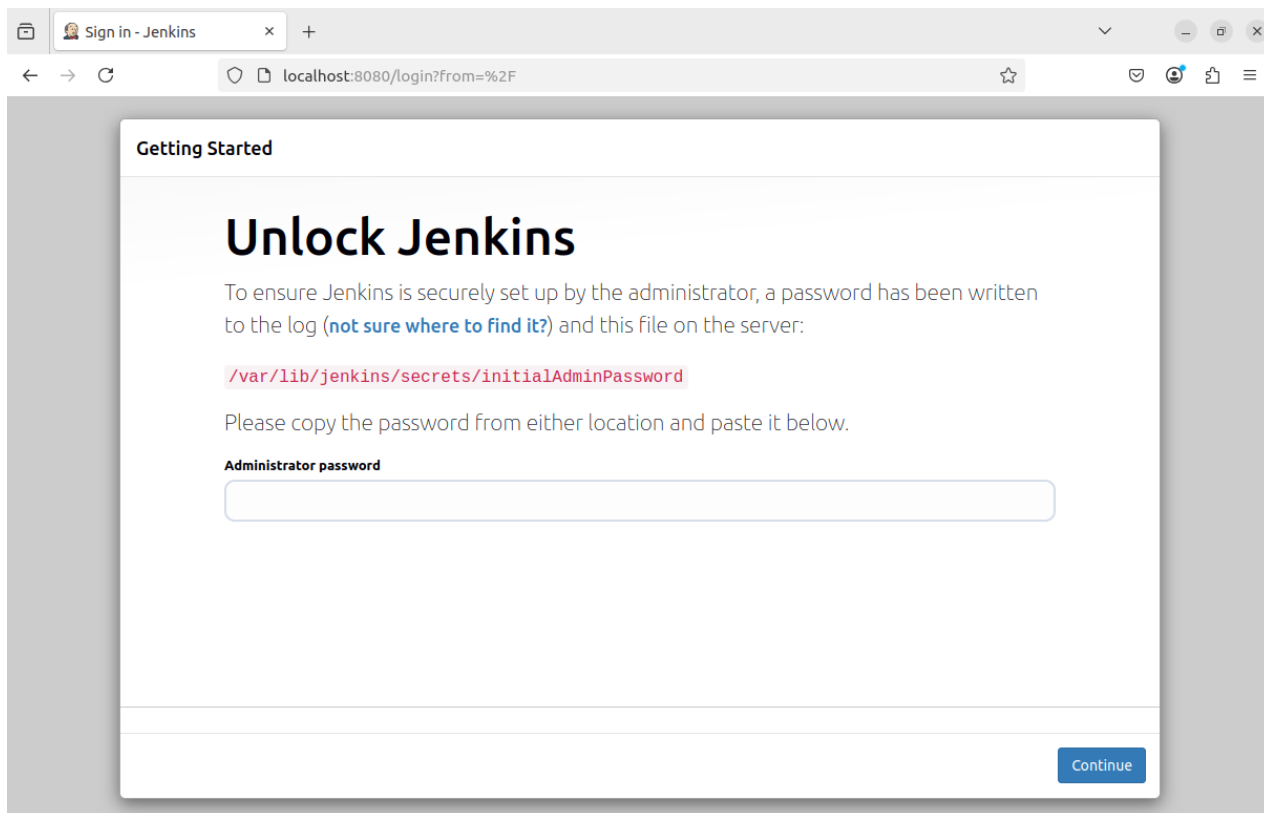 Sign in - Jenkins
localhost:8080/login?from=%2F
Getting Started
Unlock Jenkins
To ensure Jenkins is securely set up by the administrator, a password has been written
to the log (not sure where to find it?) and this file on the server:
/var/lib/jenkins/secrets/initialAdminPassword
Please copy the password from either location and paste it below.
Administrator password
Continue